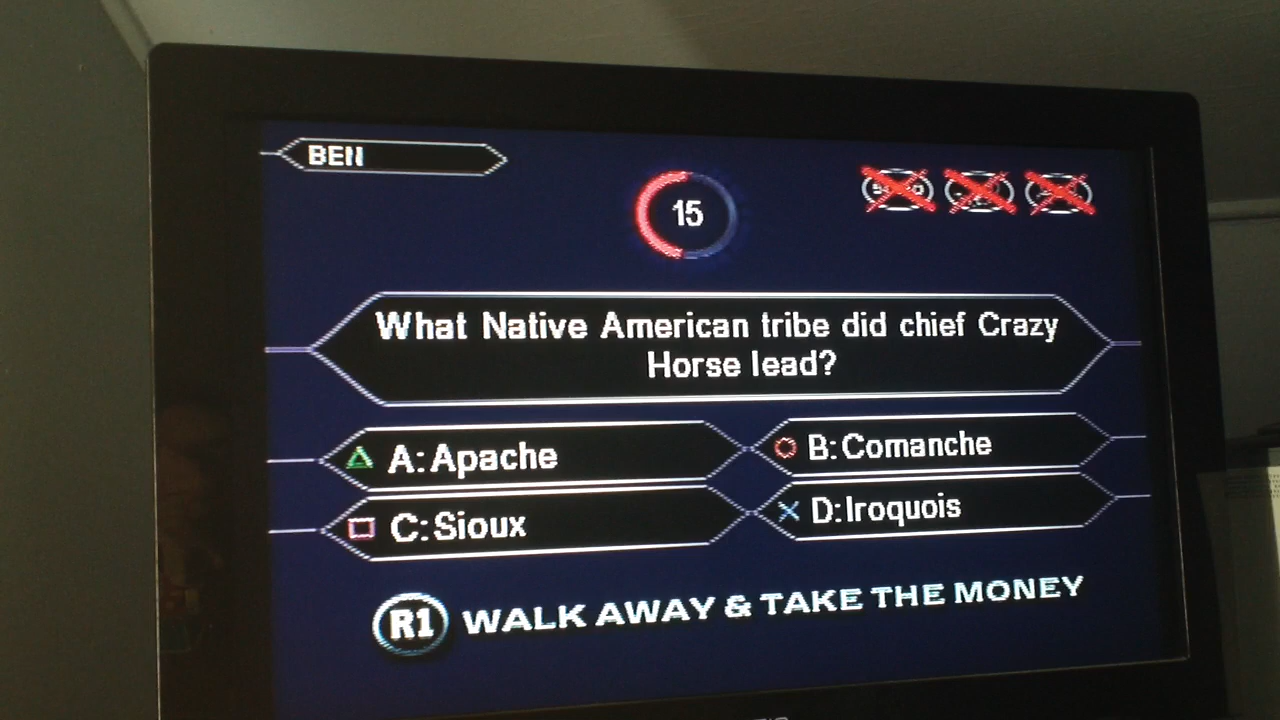 BEN
15
What Native American tribe did chief Crazy
Horse lead?
A: Apache
B: Comanche
C: Sioux
D: Iroquois
R1 WALK AWAY & TAKE THE MONEY